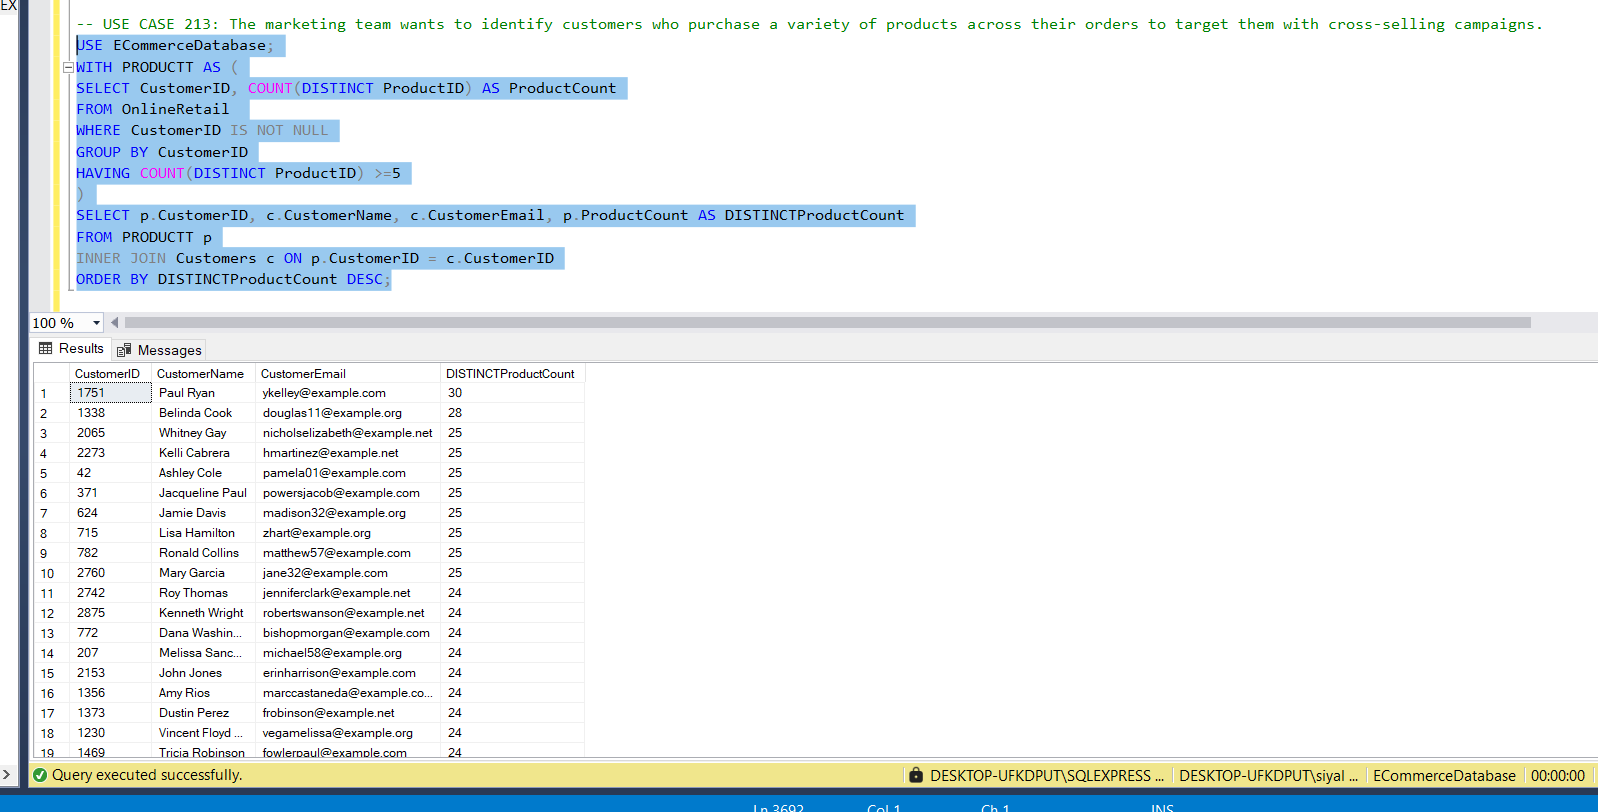 EX
-- USE CASE 213: The marketing team wants to identify customers who purchase a variety of products across their orders to target them with cross-selling campaigns.
USE ECommerceDatabase;
WITH PRODUCTT AS (
SELECT CustomerID, COUNT(DISTINCT ProductID) AS ProductCount
FROM OnlineRetail
WHERE CustomerID IS NOT NULL
GROUP BY CustomerID
HAVING COUNT(DISTINCT ProductID) >=5
)
SELECT p.CustomerID, c.CustomerName, c.CustomerEmail, p.ProductCount AS DISTINCTProductCount
FROM PRODUCTT p
INNER JOIN Customers c ON p.CustomerID = c.CustomerID
ORDER BY DISTINCTProductCount DESC;
100 %
Results Messages
CustomerID CustomerName CustomerEmail DISTINCTProductCount
1 1751 Paul Ryan ykelley@example.com 30
2 1338 Belinda Cook douglas11@example.org 28
3 2065 Whitney Gay nicholselizabeth@example.net 25
4 2273 Kelli Cabrera hmartinez@example.net 25
5 42 Ashley Cole pamela01@example.com 25
6 371 Jacqueline Paul powersjacob@example.com 25
7 624 Jamie Davis madison32@example.org 25
8 715 Lisa Hamilton zhart@example.org 25
9 782 Ronald Collins matthew57@example.com 25
10 2760 Mary Garcia jane32@example.com 25
11 2742 Roy Thomas jenniferclark@example.net 24
12 2875 Kenneth Wright robertswanson@example.net 24
13 772 Dana Washin... bishopmorgan@example.com 24
14 207 Melissa Sanc... michael58@example.org 24
15 2153 John Jones erinharrison@example.com 24
16 1356 Amy Rios marccastaneda@example.co... 24
17 1373 Dustin Perez frobinson@example.net 24
18 1230 Vincent Floyd ... vegamelissa@example.org 24
19 1469 Tricia Robinson fowlerpaul@example.com 24
Query executed successfully. DESKTOP-UFKDPUT\SQLEXPRESS ... DESKTOP-UFKDPUT\siyal ... ECommerceDatabase 00:00:00
Ln 3692 Col 1 Ch 1 INS